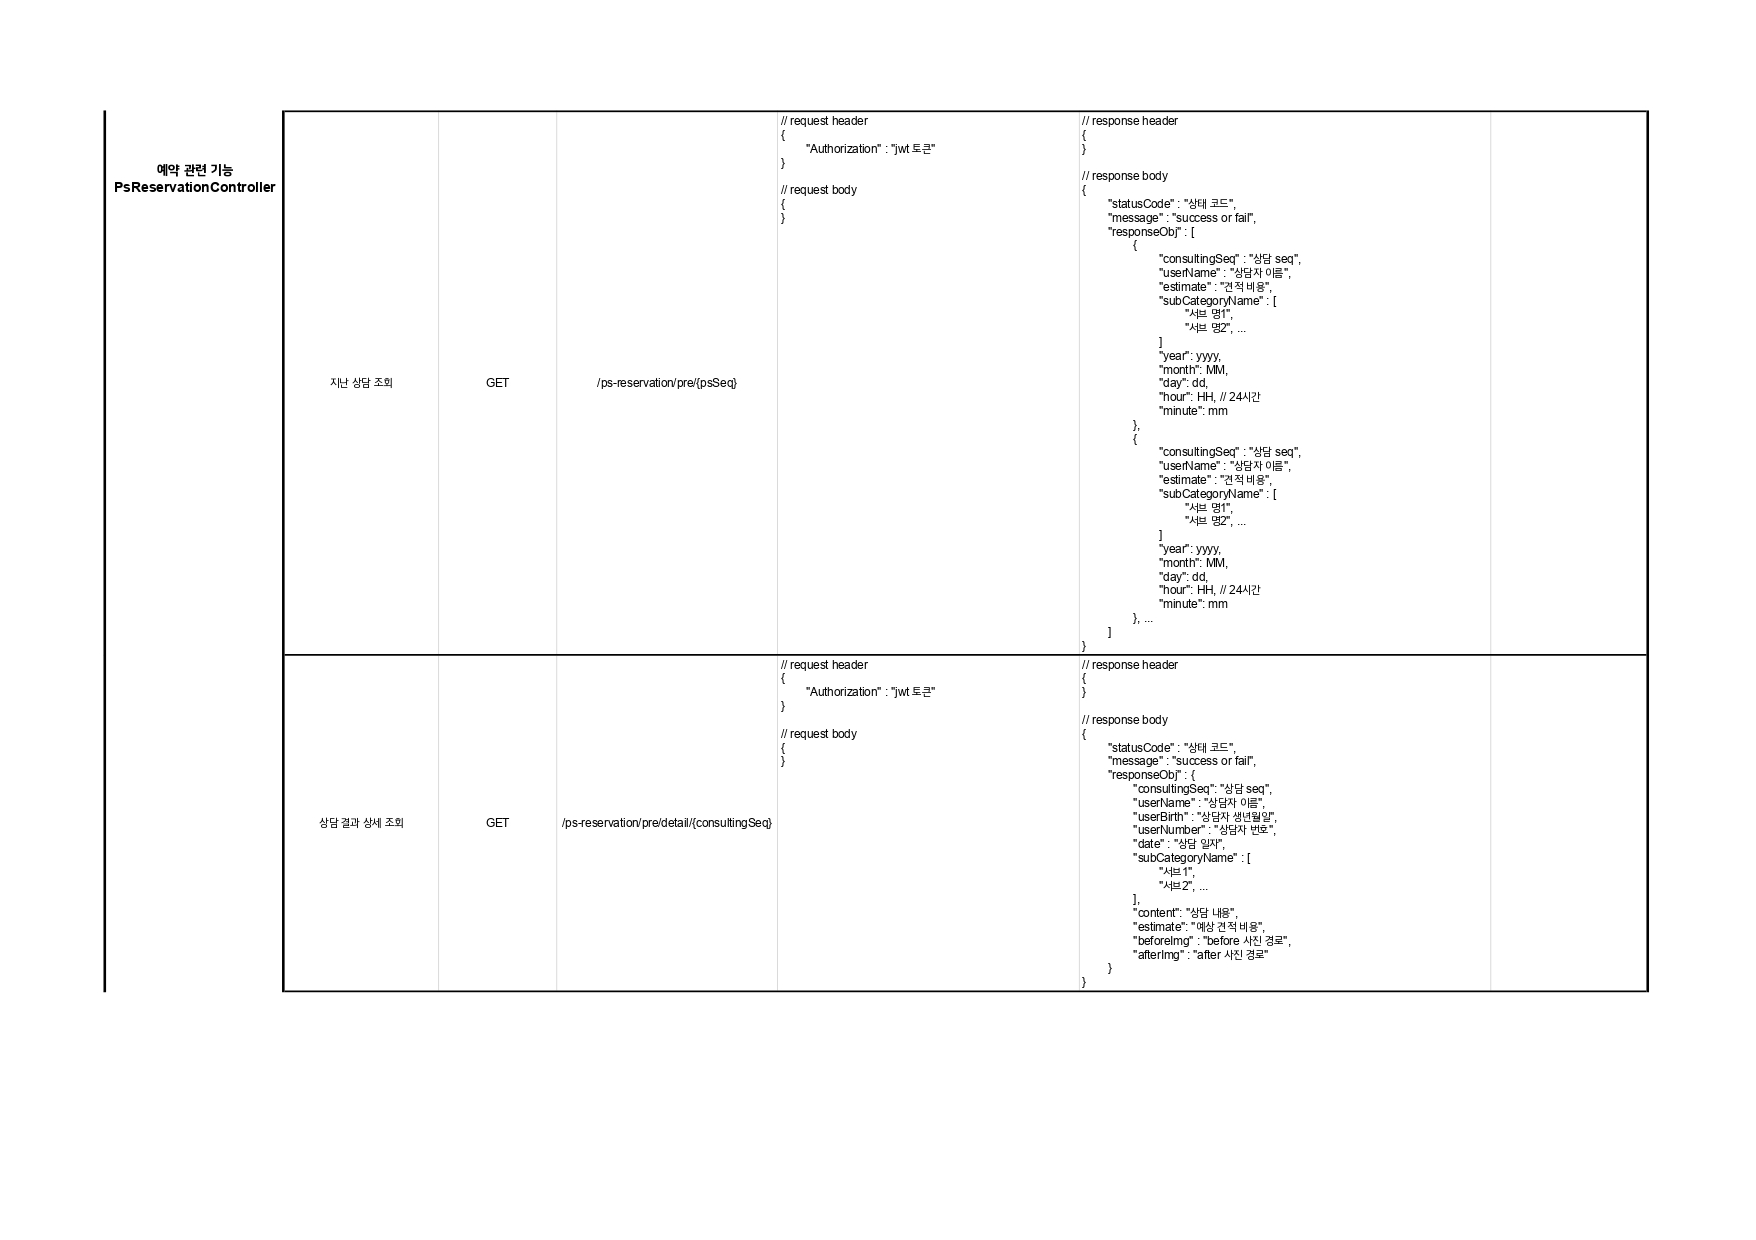 예약 관련 기능
PsReservationController
지난 상담 조회
GET
/ps-reservation/pre/{psSeq}
// request header
{
"Authorization" : "jwt 토큰"
}
// request body
{
}
// response header
{
}
// response body
{
"statusCode" : "상태 코드",
"message" : "success or fail",
"responseObj" : [
{
"consultingSeq" : "상담 seq",
"userName" : "상담자 이름",
"estimate" : "견적 비용",
"subCategoryName" : [
"서브 명1",
"서브 명2", ...
]
"year": yyyy,
"month": MM,
"day": dd,
"hour": HH, // 24시간
"minute": mm
},
{
"consultingSeq" : "상담 seq",
"userName" : "상담자 이름",
"estimate" : "견적 비용",
"subCategoryName" : [
"서브 명1",
"서브 명2", ...
]
"year": yyyy,
"month": MM,
"day": dd,
"hour": HH, // 24시간
"minute": mm
}, ...
]
}
상담 결과 상세 조회
GET
/ps-reservation/pre/detail/{consultingSeq}
// request header
{
"Authorization" : "jwt 토큰"
}
// request body
{
}
// response header
{
}
// response body
{
"statusCode" : "상태 코드",
"message" : "success or fail",
"responseObj" : {
"consultingSeq": "상담 seq",
"userName" : "상담자 이름",
"userBirth" : "상담자 생년월일",
"userNumber" : "상담자 번호",
"date" : "상담 일자",
"subCategoryName" : [
"서브1",
"서브2", ...
],
"content": "상담 내용",
"estimate": "예상 견적 비용",
"beforeImg" : "before 사진 경로",
"afterImg" : "after 사진 경로"
}
}